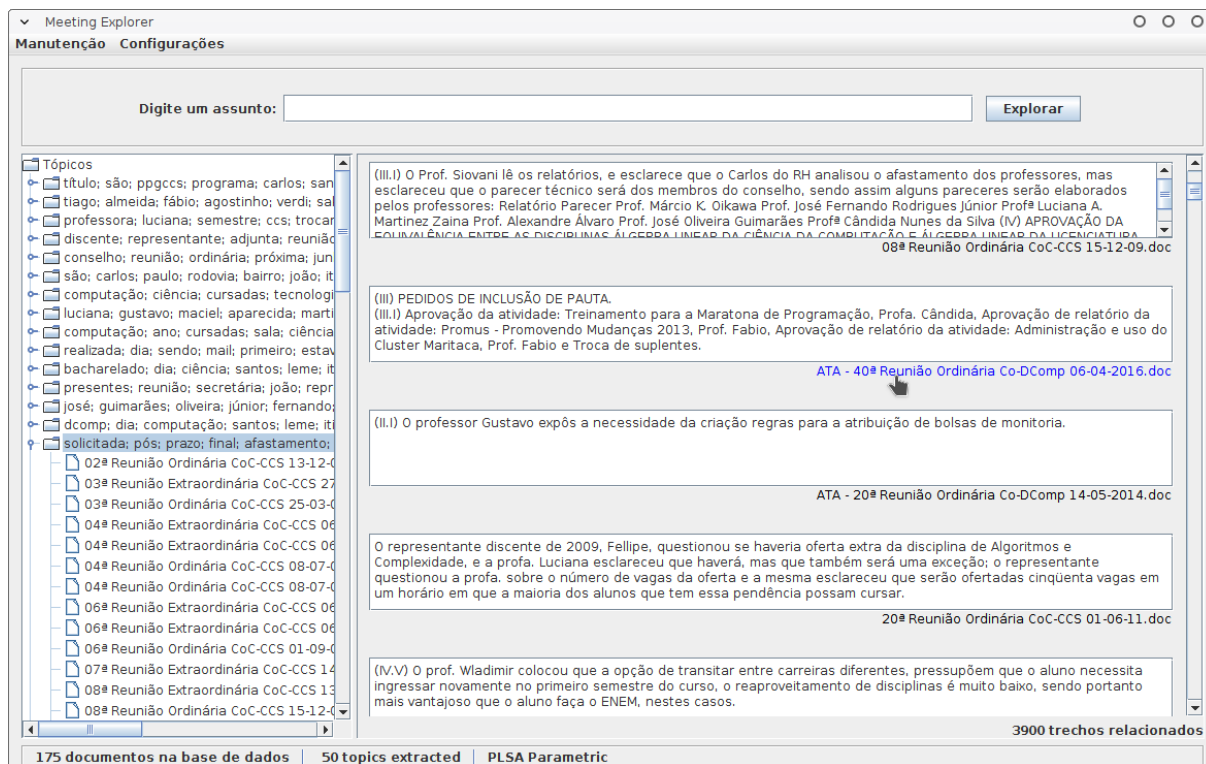 Meeting Explorer
Manutenção Configurações
Digite um assunto:
Explorar
Tópicos
título; são; ppgccs; programa; carlos; san
tiago; almeida; fábio; agostinho; verdi; sal
professora; luciana; semestre; ccs; trocar
discente; representante; adjunta; reunião
conselho; reunião; ordinária; próxima; jun
são; carlos; paulo; rodovia; bairro; joão; it
computação; ciência; cursadas; tecnologi
luciana; gustavo; maciel; aparecida; marti
computação; ano; cursadas; sala; ciência
realizada; dia; sendo; mail; primeiro; estav
bacharelado; dia; ciência; santos; leme; it
presentes; reunião; secretária; joão; repr
josé; guimarães; oliveira; júnior; fernando;
dcomp; dia; computação; santos; leme; iti
solicitada; pós; prazo; final; afastamento;
02ª Reunião Ordinária CoC-CCS 13-12-0
03ª Reunião Extraordinária CoC-CCS 27
03ª Reunião Ordinária CoC-CCS 25-03-0
04ª Reunião Extraordinária CoC-CCS 06
04ª Reunião Extraordinária CoC-CCS 06
04ª Reunião Ordinária CoC-CCS 08-07-0
04ª Reunião Ordinária CoC-CCS 08-07-0
06ª Reunião Extraordinária CoC-CCS 06
06ª Reunião Extraordinária CoC-CCS 06
06ª Reunião Ordinária CoC-CCS 01-09-0
07ª Reunião Extraordinária CoC-CCS 14
08ª Reunião Extraordinária CoC-CCS 13
08ª Reunião Ordinária CoC-CCS 15-12-0
(III.I) O Prof. Siovani lê os relatórios, e esclarece que o Carlos do RH analisou o afastamento dos professores, mas
esclareceu que o parecer técnico será dos membros do conselho, sendo assim alguns pareceres serão elaborados
pelos professores: Relatório Parecer Prof. Márcio K. Oikawa Prof. José Fernando Rodrigues Júnior Profª Luciana A.
Martinez Zaina Prof. Alexandre Álvaro Prof. José Oliveira Guimarães Profª Cândida Nunes da Silva (IV) APROVAÇÃO DA
EQUIVALÊNCIA ENTRE AS DISCIPLINAS ÁLGEBRA LINEAR DA CIÊNCIA DA COMPUTAÇÃO E ÁLGEBRA LINEAR DA LICENCIATURA
08ª Reunião Ordinária CoC-CCS 15-12-09.doc
(III) PEDIDOS DE INCLUSÃO DE PAUTA.
(III.I) Aprovação da atividade: Treinamento para a Maratona de Programação, Profa. Cândida, Aprovação de relatório da
atividade: Promus - Promovendo Mudanças 2013, Prof. Fabio, Aprovação de relatório da atividade: Administração e uso do
Cluster Maritaca, Prof. Fabio e Troca de suplentes.
ATA - 40ª Reunião Ordinária Co-DComp 06-04-2016.doc
(II.I) O professor Gustavo expôs a necessidade da criação regras para a atribuição de bolsas de monitoria.
ATA - 20ª Reunião Ordinária Co-DComp 14-05-2014.doc
O representante discente de 2009, Fellipe, questionou se haveria oferta extra da disciplina de Algoritmos e
Complexidade, e a profa. Luciana esclareceu que haverá, mas que também será uma exceção; o representante
questionou a profa. sobre o número de vagas da oferta e a mesma esclareceu que serão ofertadas cinqüenta vagas em
um horário em que a maioria dos alunos que tem essa pendência possam cursar.
20ª Reunião Ordinária CoC-CCS 01-06-11.doc
(IV.V) O prof. Wladimir colocou que a opção de transitar entre carreiras diferentes, pressupõem que o aluno necessita
ingressar novamente no primeiro semestre do curso, o reaproveitamento de disciplinas é muito baixo, sendo portanto
mais vantajoso que o aluno faça o ENEM, nestes casos.
3900 trechos relacionados
175 documentos na base de dados 50 topics extracted PLSA Parametric